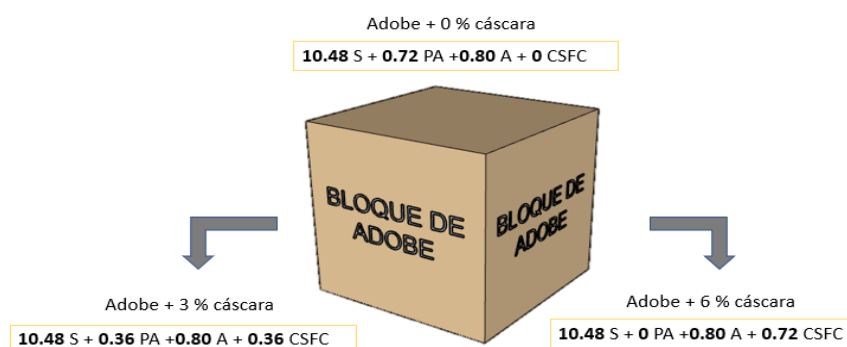 Adobe + 0 % cáscara
10.48 S + 0.72 PA +0.80 A + 0 CSFC
BLOQUE DE
ADOBE
BLOQUE DE
ADOBE
Adobe + 3 % cáscara
10.48 S + 0.36 PA +0.80 A + 0.36 CSFC
Adobe + 6 % cáscara
10.48 S + 0 PA +0.80 A + 0.72 CSFC